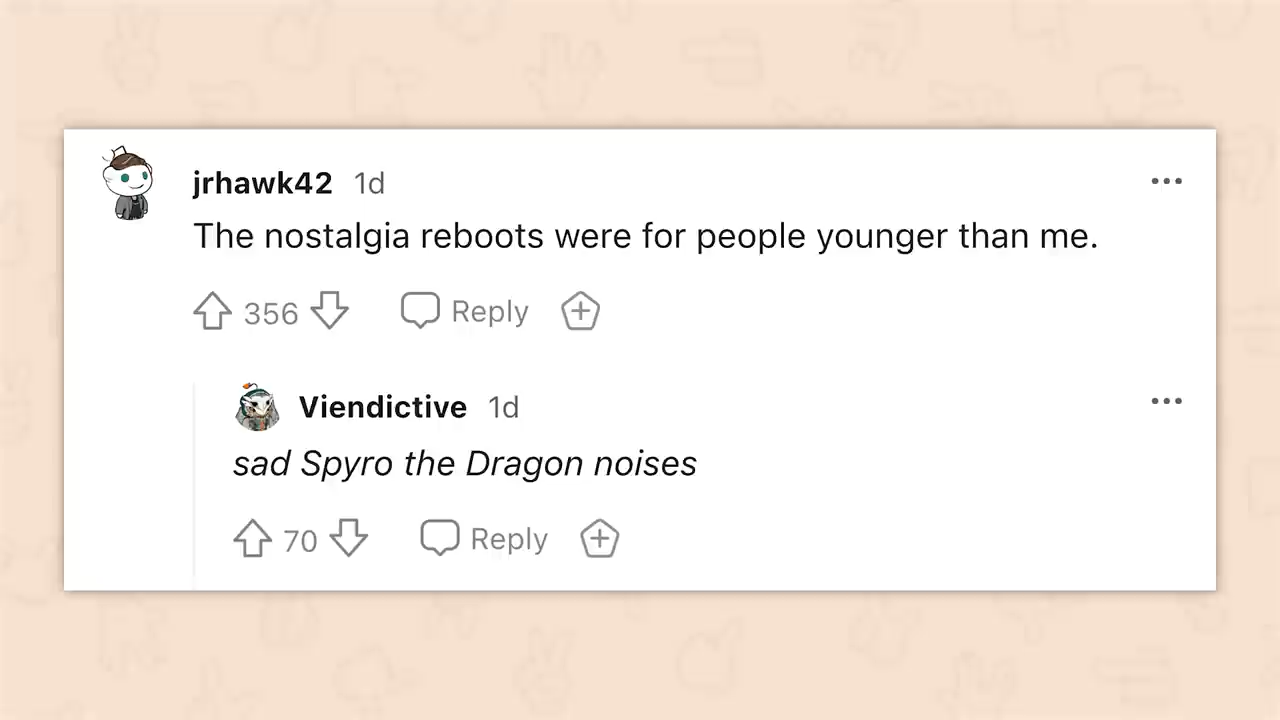 jrhawk42 1d
The nostalgia reboots were for people younger than me.
356 Reply
Viendictive 1d
sad Spyro the Dragon noises
70 Reply